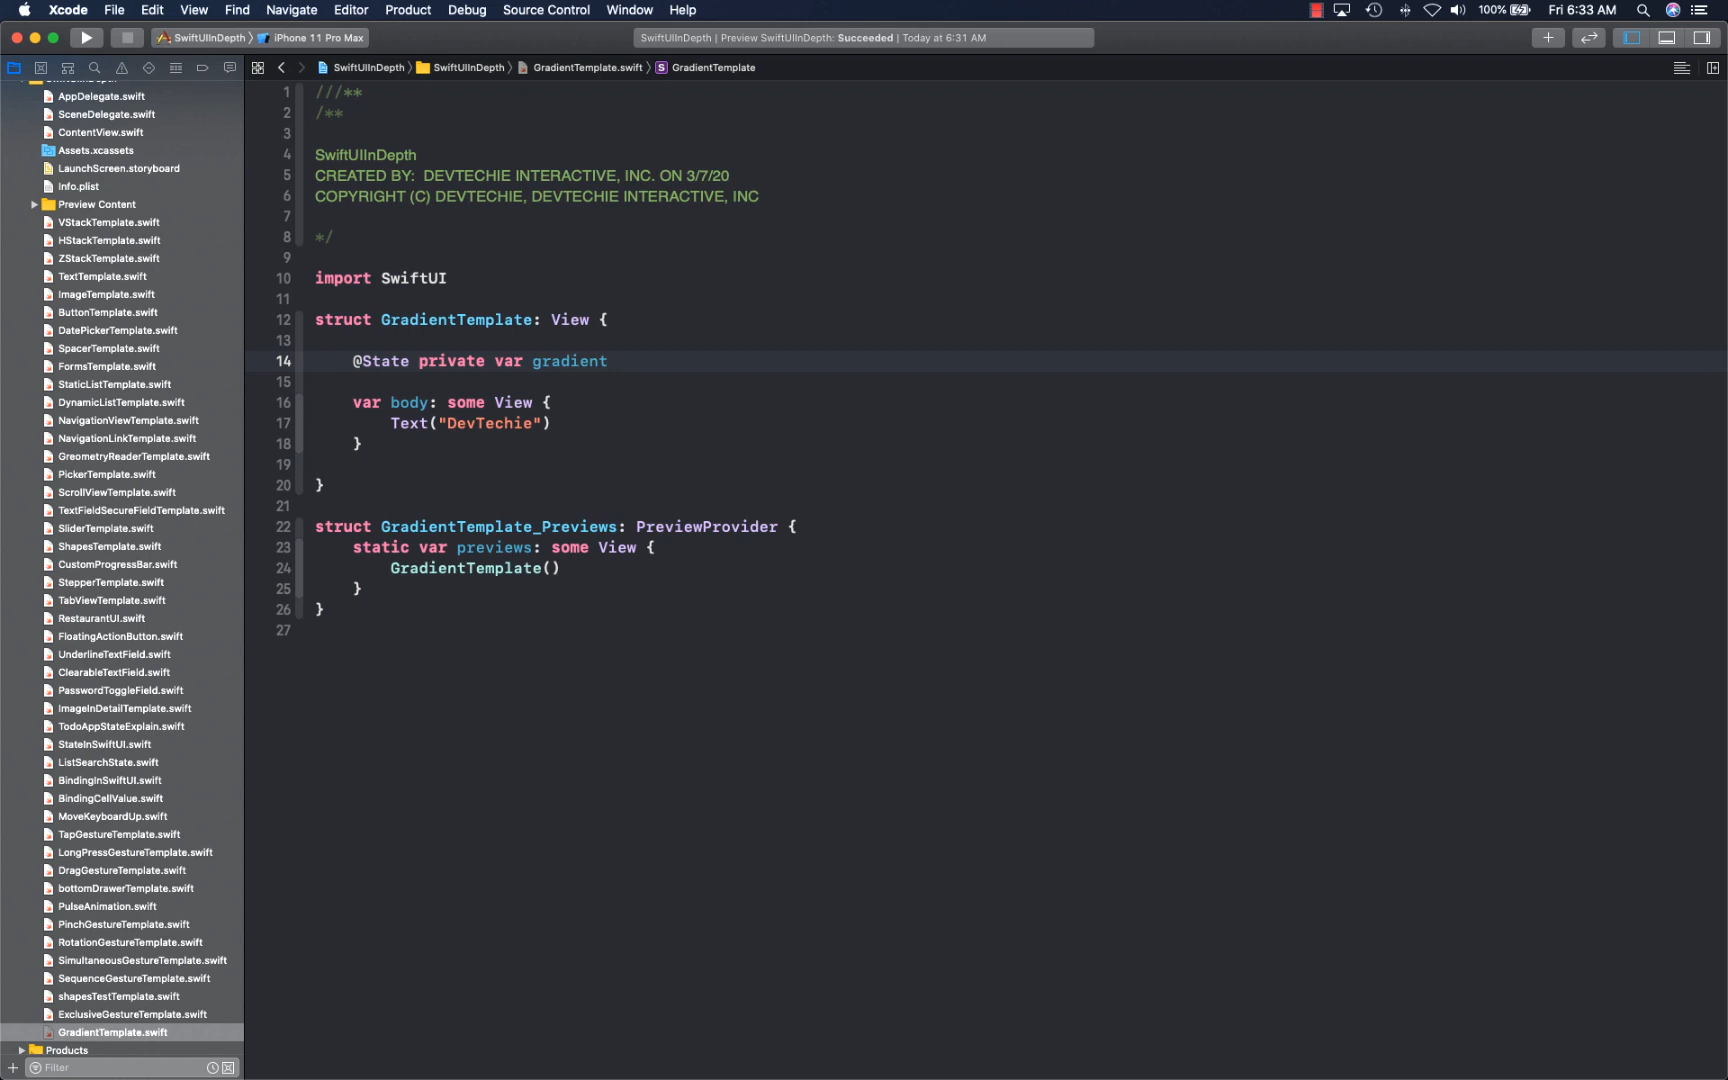 Xcode File Edit View Find Navigate Editor Product Debug Source Control Window Help 100% Fri 6:33 AM
SwiftUIInDepth iPhone 11 Pro Max SwiftUIInDepth | Preview SwiftUIInDepth: Succeeded | Today at 6:31 AM
SwiftUIInDepth SwiftUIInDepth GradientTemplate.swift S GradientTemplate
AppDelegate.swift
SceneDelegate.swift
ContentView.swift
Assets.xcassets
LaunchScreen.storyboard
Info.plist
Preview Content
VStackTemplate.swift
HStackTemplate.swift
ZStackTemplate.swift
TextTemplate.swift
ImageTemplate.swift
ButtonTemplate.swift
DatePickerTemplate.swift
SpacerTemplate.swift
FormsTemplate.swift
StaticListTemplate.swift
DynamicListTemplate.swift
NavigationViewTemplate.swift
NavigationLinkTemplate.swift
GreometryReaderTemplate.swift
PickerTemplate.swift
ScrollViewTemplate.swift
TextFieldSecureFieldTemplate.swift
SliderTemplate.swift
ShapesTemplate.swift
CustomProgressBar.swift
StepperTemplate.swift
TabViewTemplate.swift
RestaurantUI.swift
FloatingActionButton.swift
UnderlineTextField.swift
ClearableTextField.swift
PasswordToggleField.swift
ImageInDetailTemplate.swift
TodoAppStateExplain.swift
StateInSwiftUI.swift
ListSearchState.swift
BindingInSwiftUI.swift
BindingCellValue.swift
MoveKeyboardUp.swift
TapGestureTemplate.swift
LongPressGestureTemplate.swift
DragGestureTemplate.swift
bottomDrawerTemplate.swift
PulseAnimation.swift
PinchGestureTemplate.swift
RotationGestureTemplate.swift
SimultaneousGestureTemplate.swift
SequenceGestureTemplate.swift
shapesTestTemplate.swift
ExclusiveGestureTemplate.swift
GradientTemplate.swift
Products
Filter
1 ///**
2 /**
3
4 SwiftUIInDepth
5 CREATED BY: DEVTECHIE INTERACTIVE, INC. ON 3/7/20
6 COPYRIGHT (C) DEVTECHIE, DEVTECHIE INTERACTIVE, INC
7
8 */
9
10 import SwiftUI
11
12 struct GradientTemplate: View {
13
14 @State private var gradient
15
16 var body: some View {
17 Text("DevTechie")
18 }
19
20 }
21
22 struct GradientTemplate_Previews: PreviewProvider {
23 static var previews: some View {
24 GradientTemplate()
25 }
26 }
27